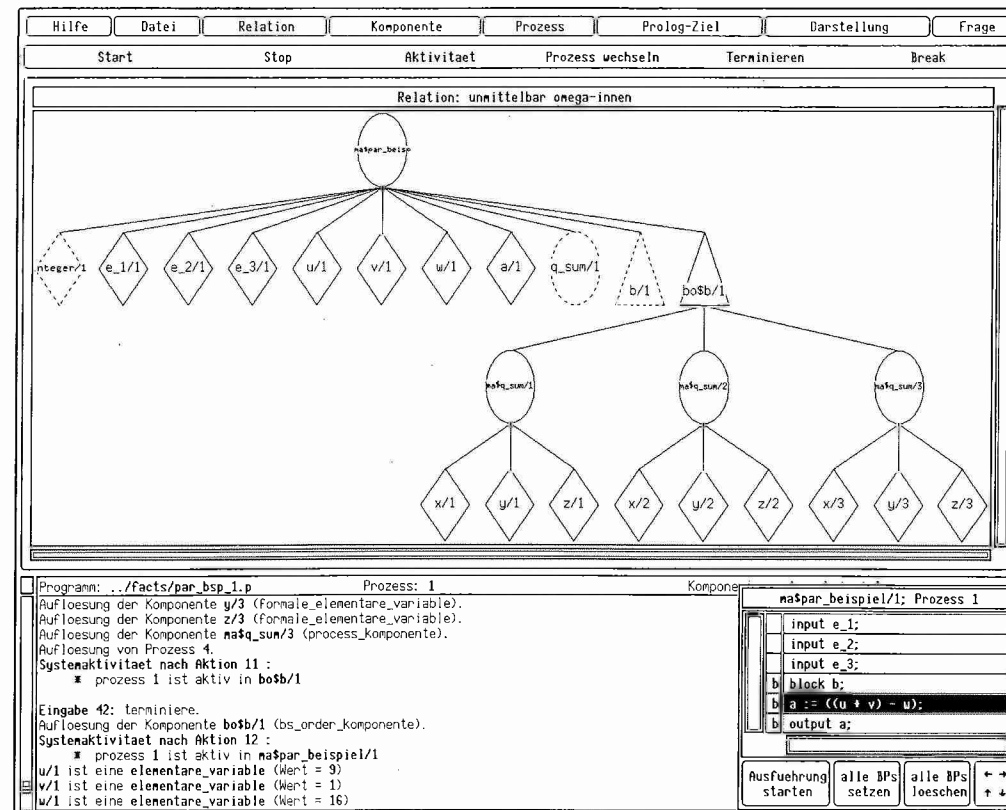 Hilfe Datei Relation Komponente Prozess Prolog-Ziel Darstellung Frage
Start Stop Aktivitaet Prozess wechseln Terminieren Break
Relation: unmittelbar omega-innen
ma$par_beisp
nteger/1 e_1/1 e_2/1 e_3/1 u/1 v/1 w/1 a/1 q_sum/1 b/1 bo$b/1
ma$q_sum/1 ma$q_sum/2 ma$q_sum/3
x/1 y/1 z/1 x/2 y/2 z/2 x/3 y/3 z/3
Programm: ../facts/par_bsp_1.p Prozess: 1 Kompone
Aufloesung der Komponente y/3 (formale_elementare_variable).
Aufloesung der Komponente z/3 (formale_elementare_variable).
Aufloesung der Komponente ma$q_sum/3 (process_komponente).
Aufloesung von Prozess 4.
Systemaktivitaet nach Aktion 11 :
* prozess 1 ist aktiv in bo$b/1
Eingabe 42: terminiere.
Aufloesung der Komponente bo$b/1 (bs_order_komponente).
Systemaktivitaet nach Aktion 12 :
* prozess 1 ist aktiv in ma$par_beispiel/1
u/1 ist eine elementare_variable (Wert = 9)
v/1 ist eine elementare_variable (Wert = 1)
w/1 ist eine elementare_variable (Wert = 16)
ma$par_beispiel/1; Prozess 1
input e_1;
input e_2;
input e_3;
b block b;
b a := ((u + v) - w);
b output a;
Ausfuehrung starten
alle BPs setzen
alle BPs loeschen